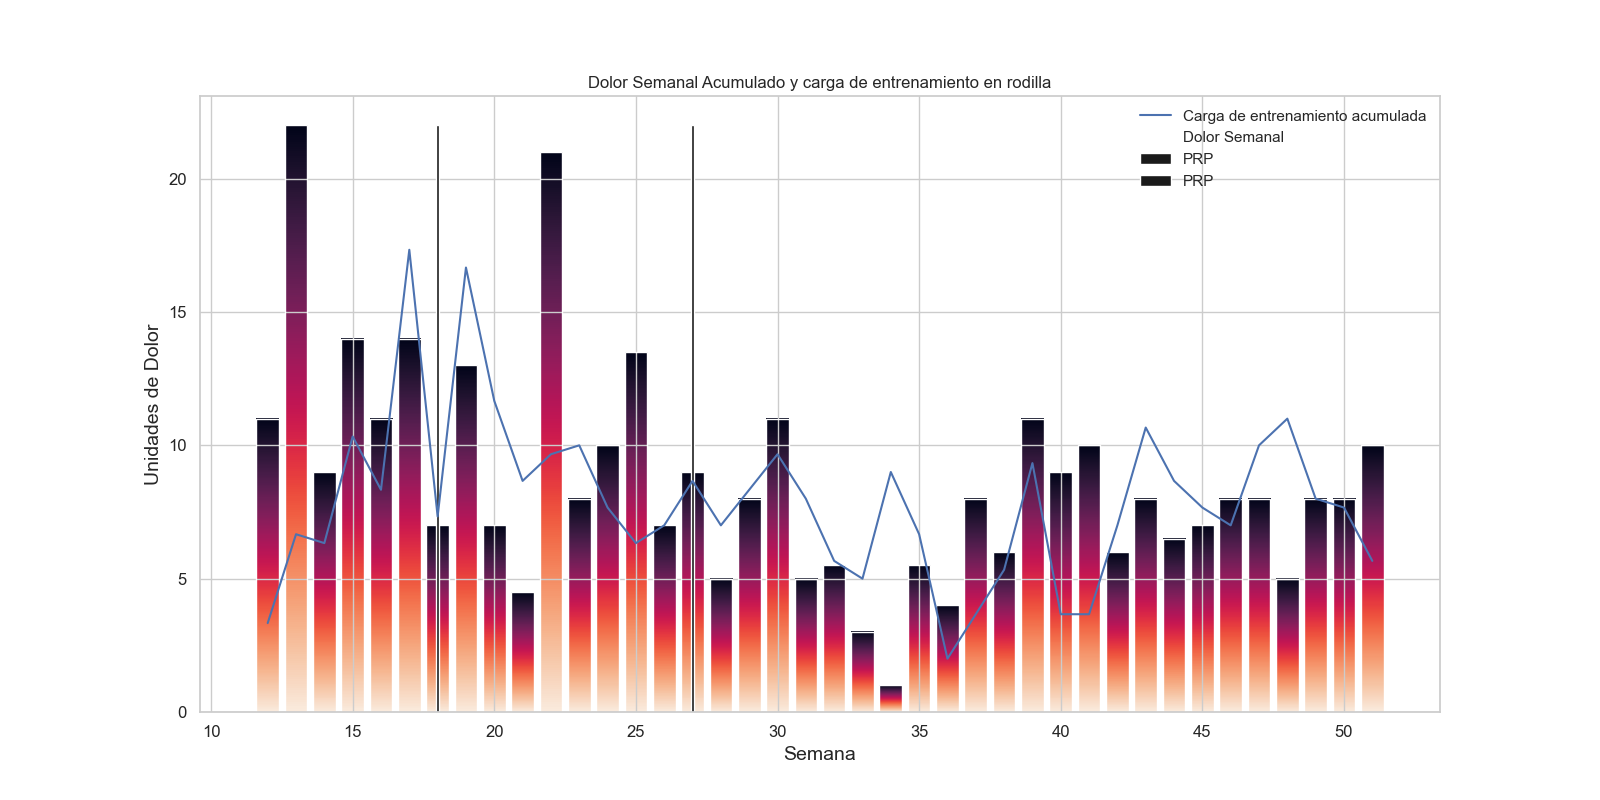 Dolor Semanal Acumulado y carga de entrenamiento en rodilla
Carga de entrenamiento acumulada
Dolor Semanal
PRP
PRP
Unidades de Dolor
20
15
10
5
0
10 15 20 25 30 35 40 45 50
Semana